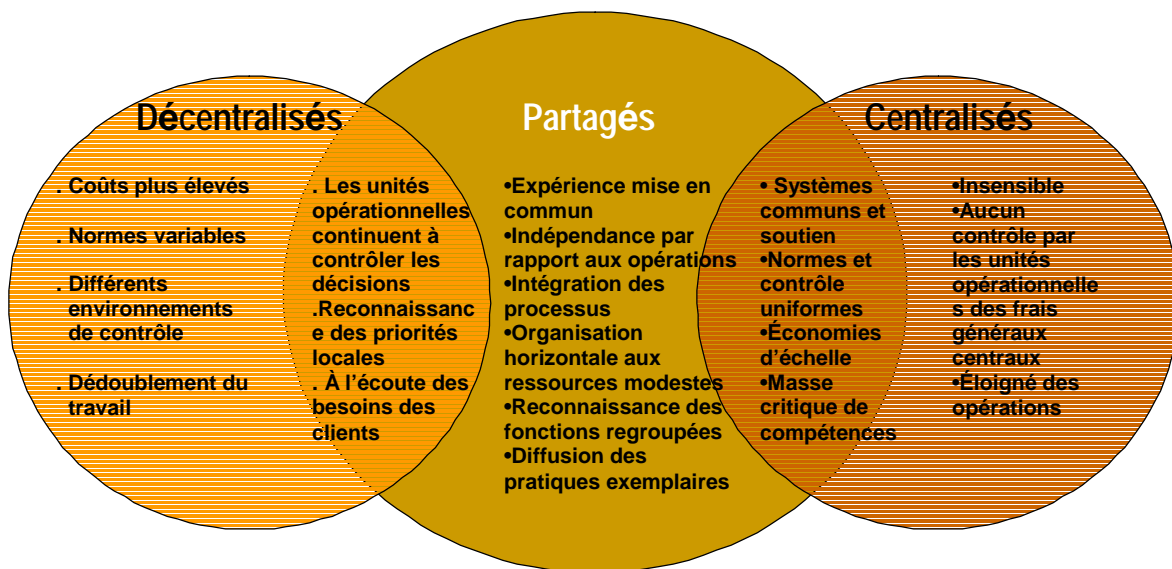 Décentralisés
. Coûts plus élevés
. Normes variables
. Différents
environnements
de contrôle
. Dédoublement du
travail
. Les unités
opérationnelles
continuent à
contrôler les
décisions
.Reconnaissanc
e des priorités
locales
. À l’écoute des
besoins des
clients
Partagés
•Expérience mise en
commun
•Indépendance par
rapport aux opérations
•Intégration des
processus
•Organisation
horizontale aux
ressources modestes
•Reconnaissance des
fonctions regroupées
•Diffusion des
pratiques exemplaires
Centralisés
• Systèmes
communs et
soutien
•Normes et
contrôle
uniformes
•Économies
d’échelle
•Masse
critique de
compétences
•Insensible
•Aucun
contrôle par
les unités
opérationnelle
s des frais
généraux
centraux
•Éloigné des
opérations